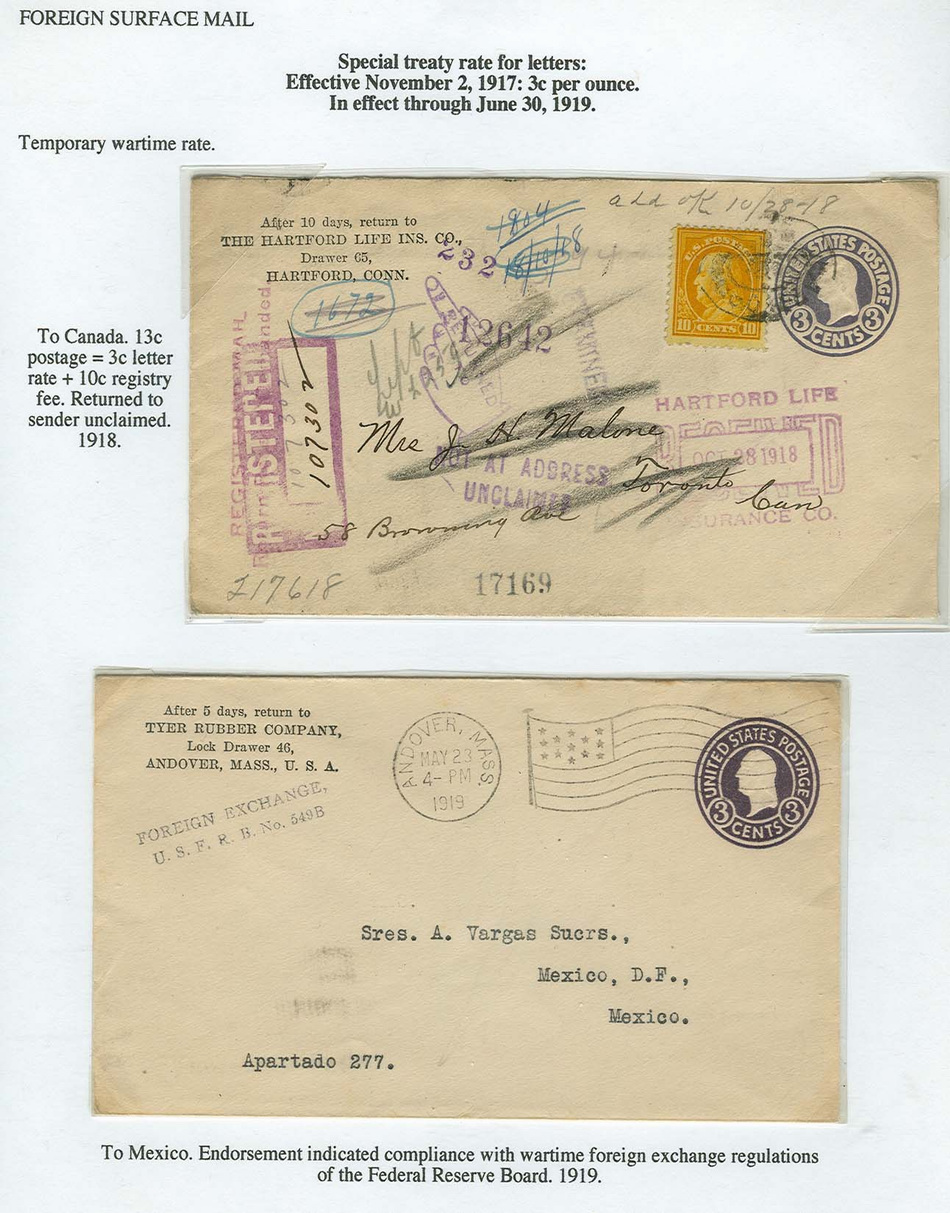 FOREIGN SURFACE MAIL
Special treaty rate for letters:
Effective November 2, 1917: 3c per ounce.
In effect through June 30, 1919.
Temporary wartime rate.
To Canada. 13c
postage = 3c letter
rate + 10c registry
fee. Returned to
sender unclaimed.
1918.
After 10 days, return to
THE HARTFORD LIFE INS. CO.,
Drawer 65,
HARTFORD, CONN.
1804
add ok 10/28-18
232
1672
12642
U.S. POSTAGE
10 CENTS 10
UNITED STATES POSTAGE
3 CENTS 3
REGISTERED
107302
Mrs J. H. Malone
Toronto
Can
58 Browning Ave
NOT AT ADDRESS
UNCLAIMED
HARTFORD LIFE
RECEIVED
OCT 28 1918
INSURANCE CO.
217618
17169
After 5 days, return to
TYER RUBBER COMPANY,
Lock Drawer 46,
ANDOVER, MASS., U. S. A.
FOREIGN EXCHANGE,
U. S. F. R. B. No. 549B
ANDOVER, MASS.
MAY 23
4-PM
1919
UNITED STATES POSTAGE
3 CENTS 3
Sres. A. Vargas Sucrs.,
Mexico, D.F.,
Mexico.
Apartado 277.
To Mexico. Endorsement indicated compliance with wartime foreign exchange regulations
of the Federal Reserve Board. 1919.